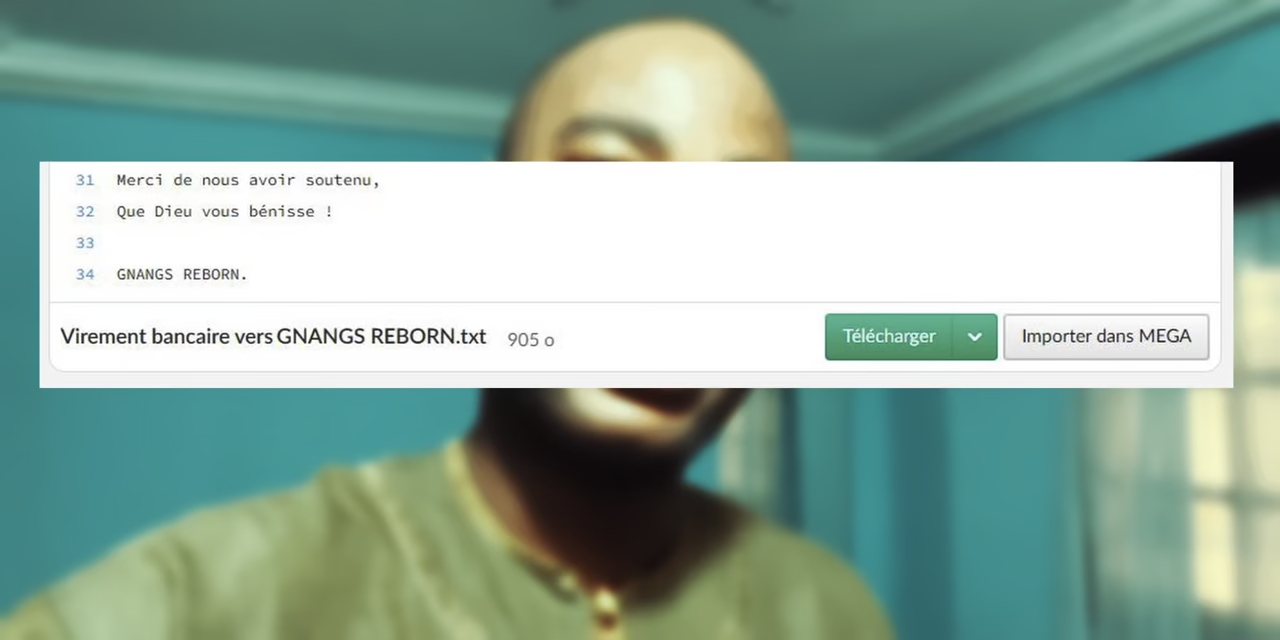 31 Merci de nous avoir soutenu,
32 Que Dieu vous bénisse !
33
34 GNANGS REBORN.
Virement bancaire vers GNANGS REBORN.txt 905 o Télécharger Importer dans MEGA